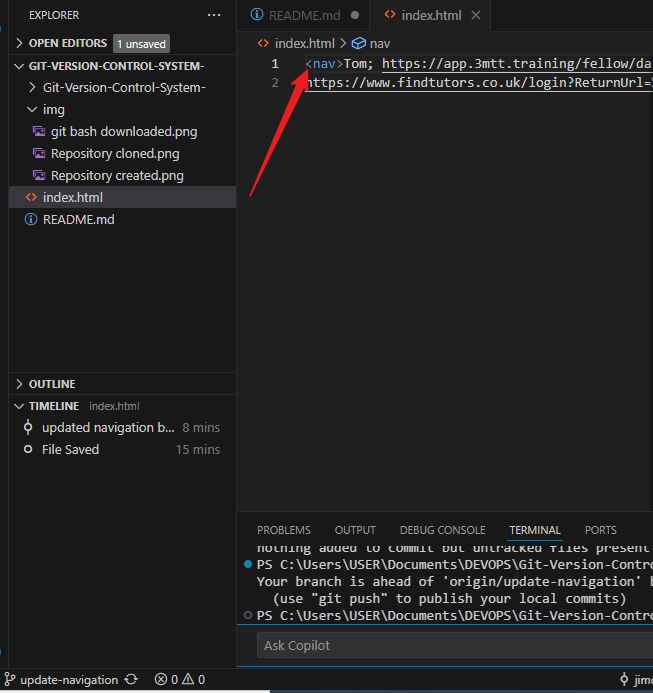 EXPLORER
OPEN EDITORS 1 unsaved
GIT-VERSION-CONTROL-SYSTEM-
Git-Version-Control-System-
img
git bash downloaded.png
Repository cloned.png
Repository created.png
index.html
README.md
OUTLINE
TIMELINE index.html
updated navigation b... 8 mins
File Saved 15 mins
README.md
index.html
index.html > nav
1 <nav>Tom; https://app.3mtt.training/fellow/da
2 https://www.findtutors.co.uk/login?ReturnUrl=
PROBLEMS OUTPUT DEBUG CONSOLE TERMINAL PORTS
nothing added to commit but untracked files present
PS C:\Users\USER\Documents\DEVOPS\Git-Version-Contro
Your branch is ahead of 'origin/update-navigation' b
(use "git push" to publish your local commits)
PS C:\Users\USER\Documents\DEVOPS\Git-Version-Contro
Ask Copilot
update-navigation 0 0 jimo